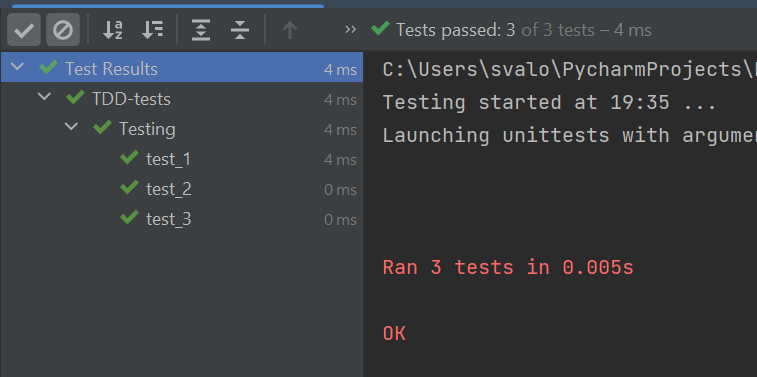 Tests passed: 3 of 3 tests – 4 ms
Test Results 4 ms
TDD-tests 4 ms
Testing 4 ms
test_1 4 ms
test_2 0 ms
test_3 0 ms
C:\Users\svalo\PycharmProjects\
Testing started at 19:35 ...
Launching unittests with argume
Ran 3 tests in 0.005s
OK